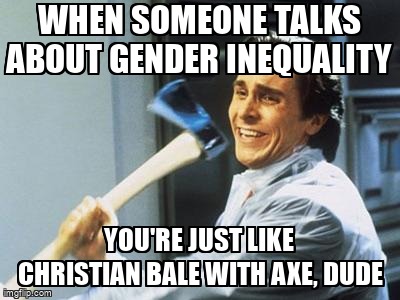 WHEN SOMEONE TALKS
ABOUT GENDER INEQUALITY
YOU'RE JUST LIKE
CHRISTIAN BALE WITH AXE, DUDE
imgflip.com